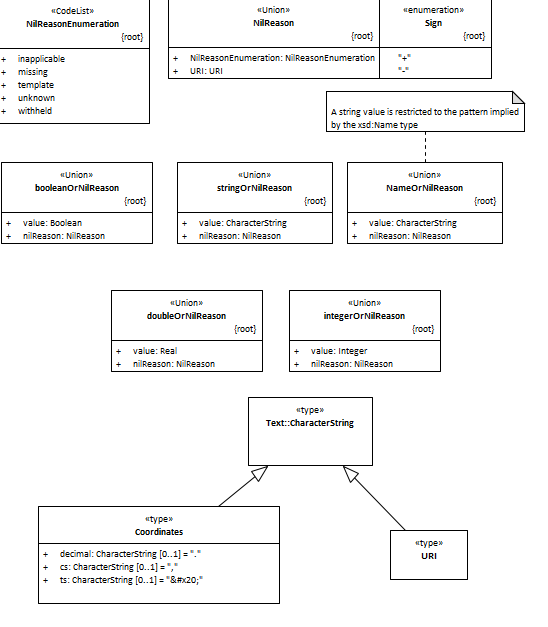 «CodeList»
NilReasonEnumeration
{root}
+ inapplicable
+ missing
+ template
+ unknown
+ withheld
«Union»
NilReason
{root}
+ NilReasonEnumeration: NilReasonEnumeration
+ URI: URI
«enumeration»
Sign
{root}
"+"
"-"
A string value is restricted to the pattern implied
by the xsd:Name type
«Union»
booleanOrNilReason
{root}
+ value: Boolean
+ nilReason: NilReason
«Union»
stringOrNilReason
{root}
+ value: CharacterString
+ nilReason: NilReason
«Union»
NameOrNilReason
{root}
+ value: CharacterString
+ nilReason: NilReason
«Union»
doubleOrNilReason
{root}
+ value: Real
+ nilReason: NilReason
«Union»
integerOrNilReason
{root}
+ value: Integer
+ nilReason: NilReason
«type»
Text::CharacterString
«type»
Coordinates
+ decimal: CharacterString [0..1] = "."
+ cs: CharacterString [0..1] = ","
+ ts: CharacterString [0..1] = "&#x20;"
«type»
URI